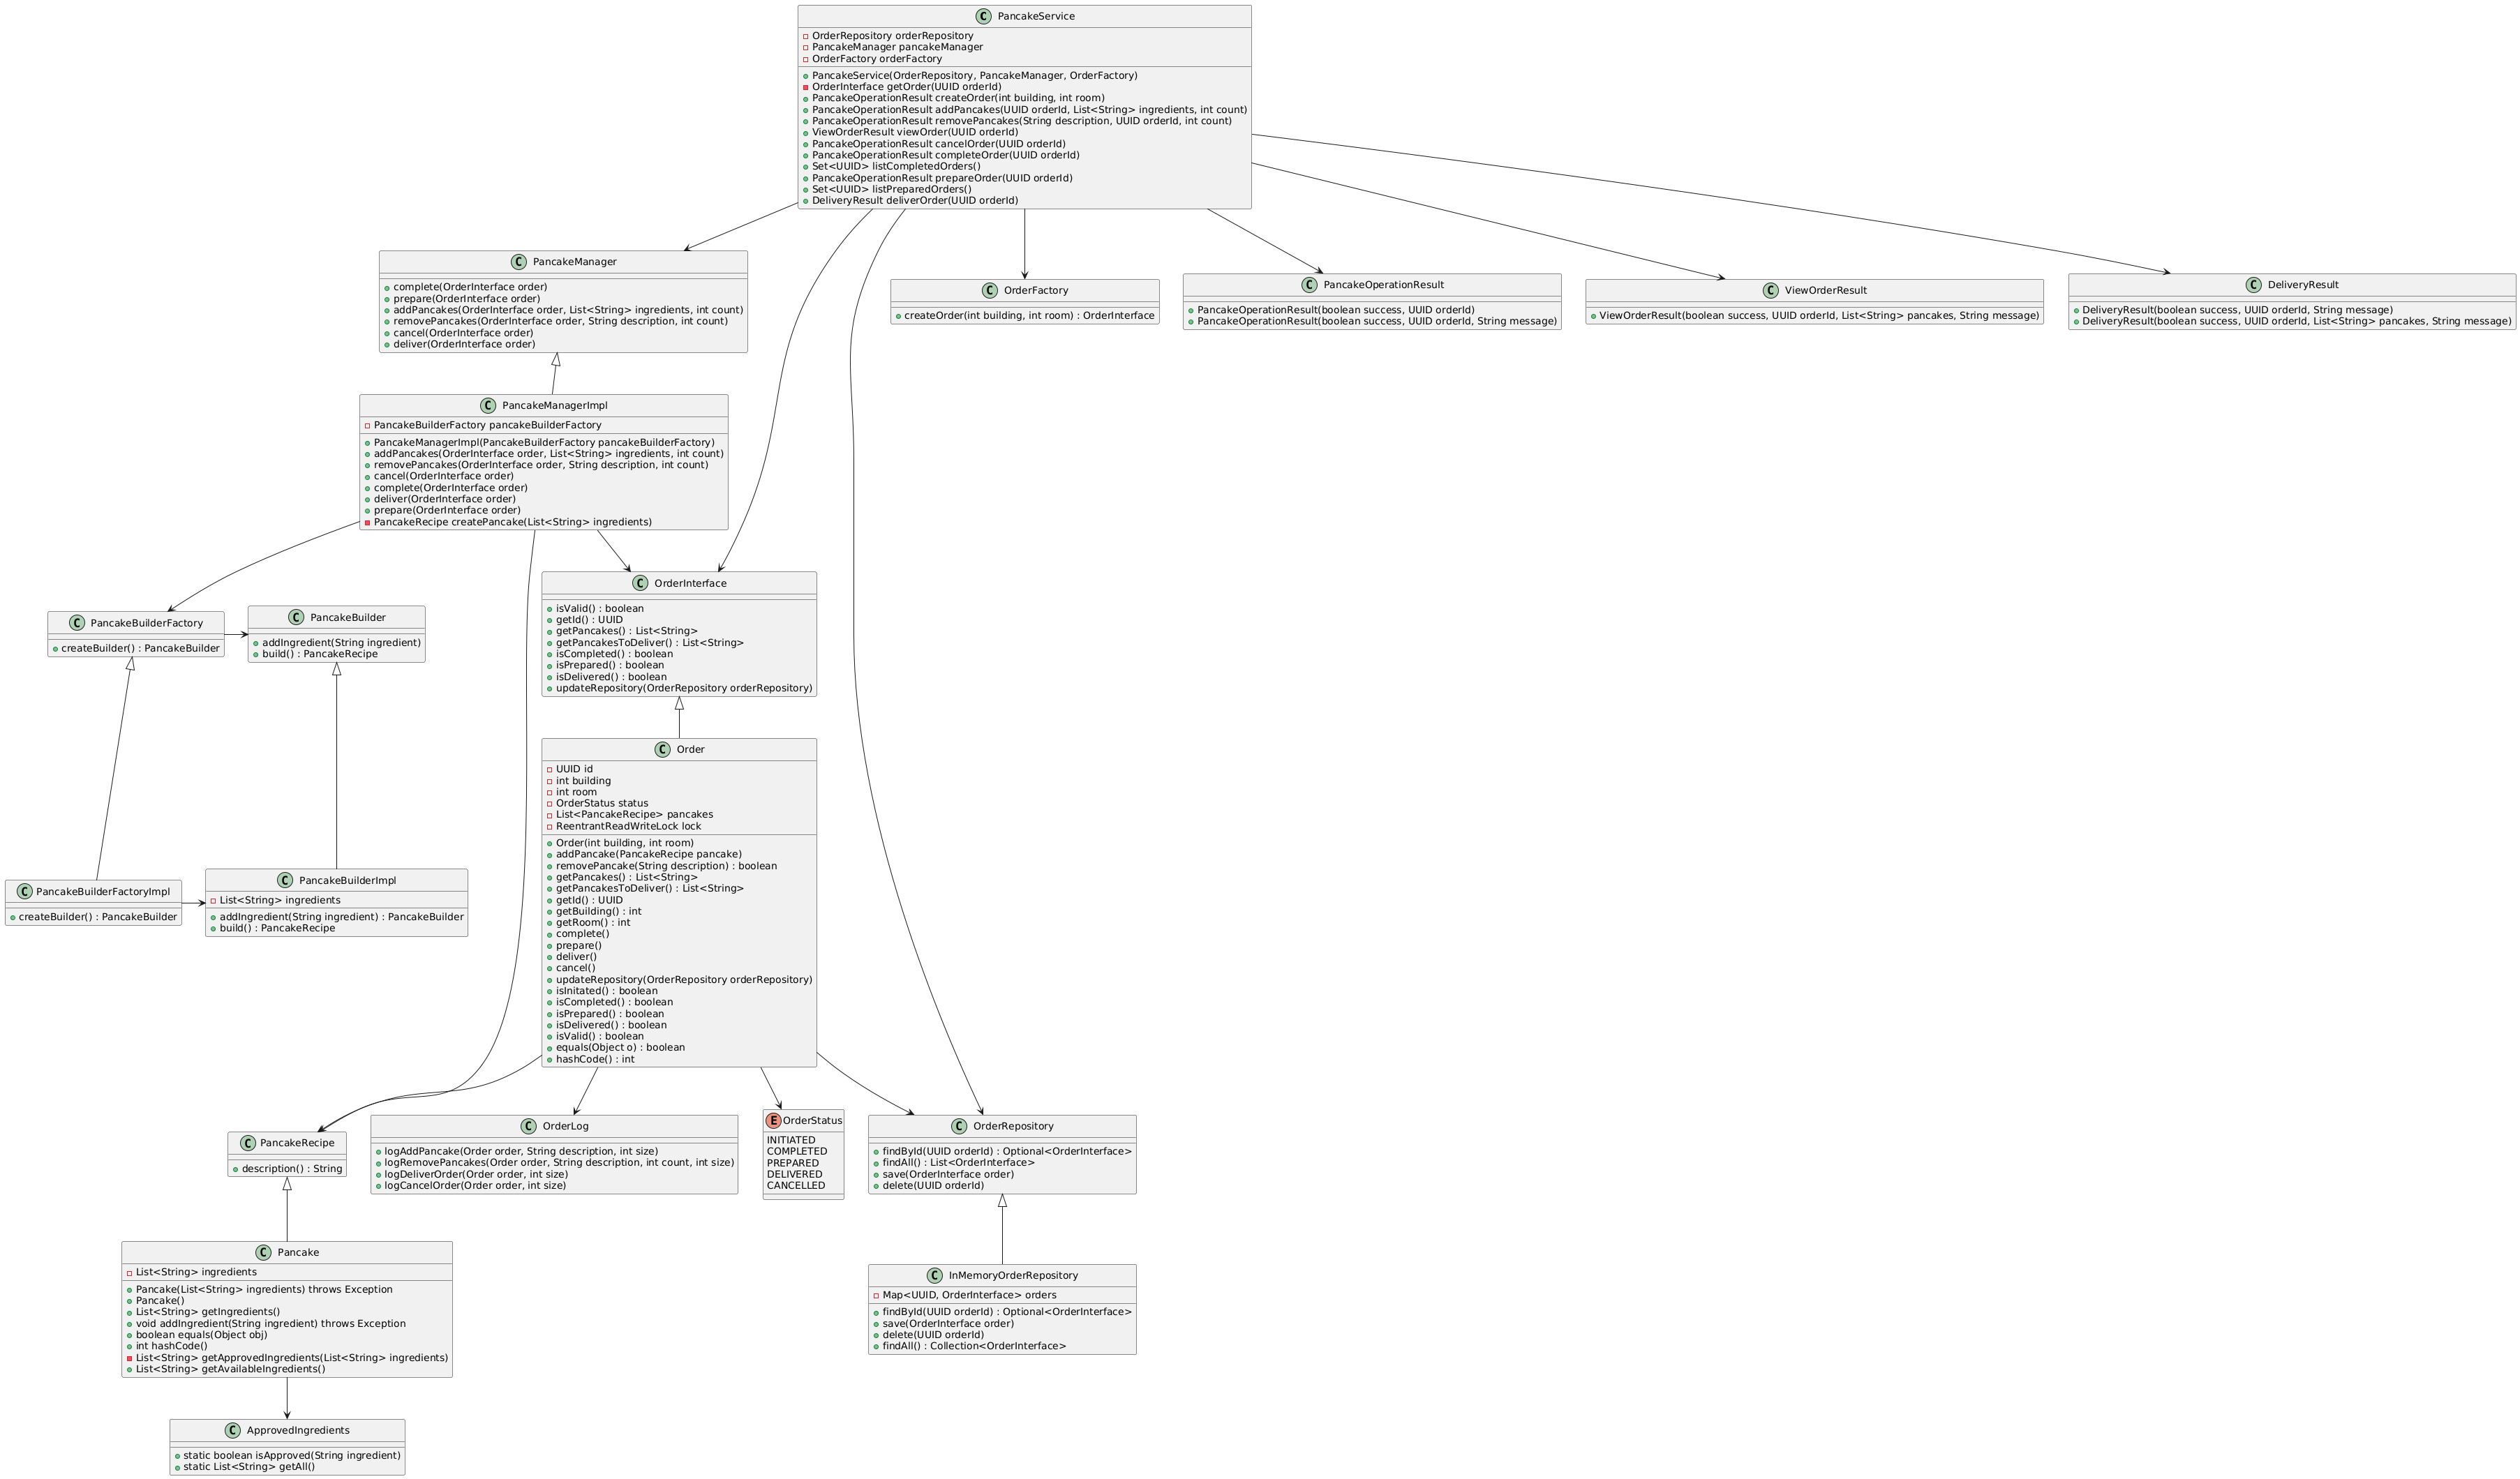 PancakeService
OrderRepository orderRepository
PancakeManager pancakeManager
OrderFactory orderFactory
PancakeService(OrderRepository, PancakeManager, OrderFactory)
OrderInterface getOrder(UUID orderId)
PancakeOperationResult createOrder(int building, int room)
PancakeOperationResult addPancakes(UUID orderId, List<String> ingredients, int count)
PancakeOperationResult removePancakes(String description, UUID orderId, int count)
ViewOrderResult viewOrder(UUID orderId)
PancakeOperationResult cancelOrder(UUID orderId)
PancakeOperationResult completeOrder(UUID orderId)
Set<UUID> listCompletedOrders()
PancakeOperationResult prepareOrder(UUID orderId)
Set<UUID> listPreparedOrders()
DeliveryResult deliverOrder(UUID orderId)
PancakeManager
complete(OrderInterface order)
prepare(OrderInterface order)
addPancakes(OrderInterface order, List<String> ingredients, int count)
removePancakes(OrderInterface order, String description, int count)
cancel(OrderInterface order)
deliver(OrderInterface order)
OrderFactory
createOrder(int building, int room) : OrderInterface
PancakeOperationResult
PancakeOperationResult(boolean success, UUID orderId)
PancakeOperationResult(boolean success, UUID orderId, String message)
ViewOrderResult
ViewOrderResult(boolean success, UUID orderId, List<String> pancakes, String message)
DeliveryResult
DeliveryResult(boolean success, UUID orderId, String message)
DeliveryResult(boolean success, UUID orderId, List<String> pancakes, String message)
PancakeManagerImpl
PancakeBuilderFactory pancakeBuilderFactory
PancakeManagerImpl(PancakeBuilderFactory pancakeBuilderFactory)
addPancakes(OrderInterface order, List<String> ingredients, int count)
removePancakes(OrderInterface order, String description, int count)
cancel(OrderInterface order)
complete(OrderInterface order)
deliver(OrderInterface order)
prepare(OrderInterface order)
PancakeRecipe createPancake(List<String> ingredients)
PancakeBuilderFactory
createBuilder() : PancakeBuilder
PancakeBuilder
addIngredient(String ingredient)
build() : PancakeRecipe
OrderInterface
isValid() : boolean
getId() : UUID
getPancakes() : List<String>
getPancakesToDeliver() : List<String>
isCompleted() : boolean
isPrepared() : boolean
isDelivered() : boolean
updateRepository(OrderRepository orderRepository)
Order
UUID id
int building
int room
OrderStatus status
List<PancakeRecipe> pancakes
ReentrantReadWriteLock lock
Order(int building, int room)
addPancake(PancakeRecipe pancake)
removePancake(String description) : boolean
getPancakes() : List<String>
getPancakesToDeliver() : List<String>
getId() : UUID
getBuilding() : int
getRoom() : int
complete()
prepare()
deliver()
cancel()
updateRepository(OrderRepository orderRepository)
isInitated() : boolean
isCompleted() : boolean
isPrepared() : boolean
isDelivered() : boolean
isValid() : boolean
equals(Object o) : boolean
hashCode() : int
PancakeBuilderFactoryImpl
createBuilder() : PancakeBuilder
PancakeBuilderImpl
List<String> ingredients
addIngredient(String ingredient) : PancakeBuilder
build() : PancakeRecipe
PancakeRecipe
description() : String
OrderLog
logAddPancake(Order order, String description, int size)
logRemovePancakes(Order order, String description, int count, int size)
logDeliverOrder(Order order, int size)
logCancelOrder(Order order, int size)
OrderStatus
INITIATED
COMPLETED
PREPARED
DELIVERED
CANCELLED
OrderRepository
findById(UUID orderId) : Optional<OrderInterface>
findAll() : List<OrderInterface>
save(OrderInterface order)
delete(UUID orderId)
Pancake
List<String> ingredients
Pancake(List<String> ingredients) throws Exception
Pancake()
List<String> getIngredients()
void addIngredient(String ingredient) throws Exception
boolean equals(Object obj)
int hashCode()
List<String> getApprovedIngredients(List<String> ingredients)
List<String> getAvailableIngredients()
InMemoryOrderRepository
Map<UUID, OrderInterface> orders
findById(UUID orderId) : Optional<OrderInterface>
save(OrderInterface order)
delete(UUID orderId)
findAll() : Collection<OrderInterface>
ApprovedIngredients
static boolean isApproved(String ingredient)
static List<String> getAll()